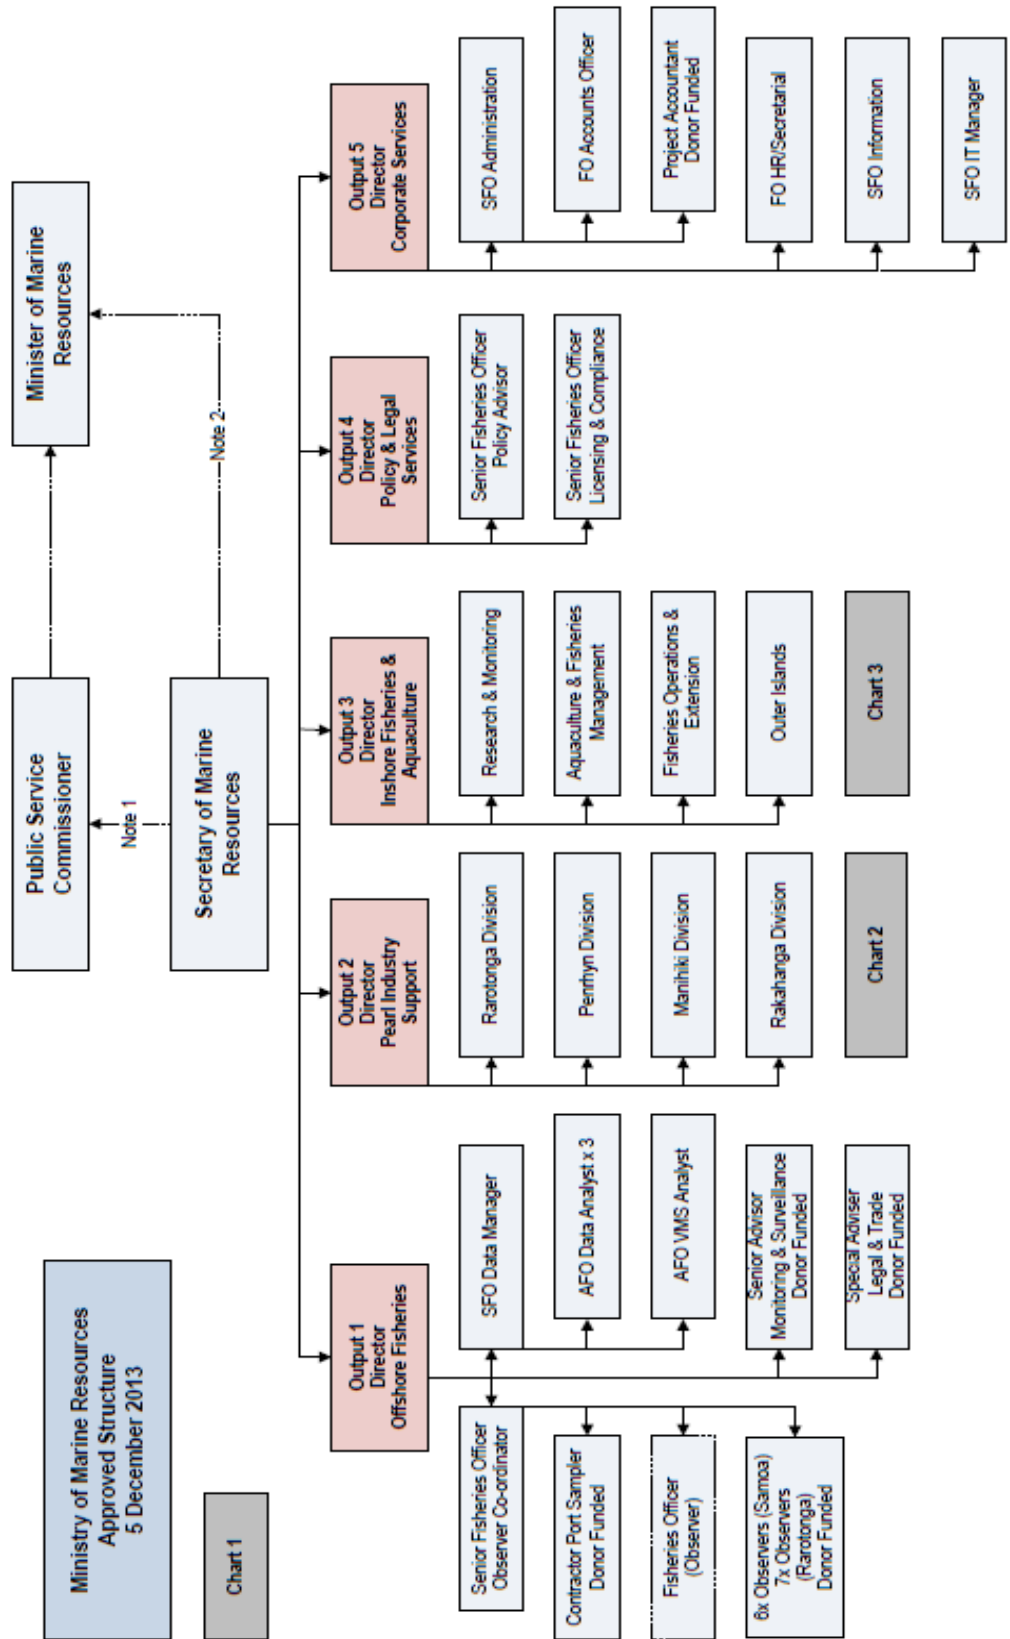 Ministry of Marine Resources
Approved Structure
5 December 2013
Chart 1
Public Service
Commissioner
Minister of Marine
Resources
Note 1
Note 2
Secretary of Marine
Resources
Output 1
Director
Offshore Fisheries
Output 2
Director
Pearl Industry
Support
Output 3
Director
Inshore Fisheries &
Aquaculture
Output 4
Director
Policy & Legal
Services
Output 5
Director
Corporate Services
Senior Fisheries Officer
Observer Co-ordinator
Contractor Port Sampler
Donor Funded
Fisheries Officer
(Observer)
6x Observers (Samoa)
7x Observers
(Rarotonga)
Donor Funded
SFO Data Manager
AFO Data Analyst x 3
AFO VMS Analyst
Senior Advisor
Monitoring & Surveillance
Donor Funded
Special Adviser
Legal & Trade
Donor Funded
Rarotonga Division
Penrhyn Division
Manihiki Division
Rakahanga Division
Chart 2
Research & Monitoring
Aquaculture & Fisheries
Management
Fisheries Operations &
Extension
Outer Islands
Chart 3
Senior Fisheries Officer
Policy Advisor
Senior Fisheries Officer
Licensing & Compliance
SFO Administration
FO Accounts Officer
Project Accountant
Donor Funded
FO HR/Secretarial
SFO Information
SFO IT Manager